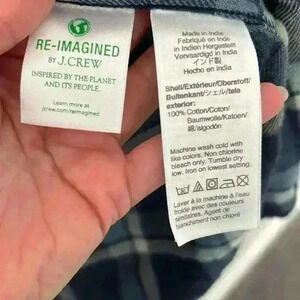 RE-IMAGINED
BY J.CREW
INSPIRED BY THE PLANET
AND ITS PEOPLE.
Learn more at
jcrew.com/reimagined
Made in India
Fabriqué en Inde
In Indien Hergestellt
Vervaardigd in India
インド製
Hecho en India
Shell/Extérieur/Oberstoff/
Buitenkant/シェル/tela
exterior:
100% Cotton/Coton/
Baumwolle/Katoen/
綿/algodón
Machine wash cold with
like colors. Non chlorine
bleach only. Tumble dry
low. Iron on lowest setting.
Laver à la machine à l'eau
froide avec des couleurs
similaires. Agent de
blanchiment non chloré